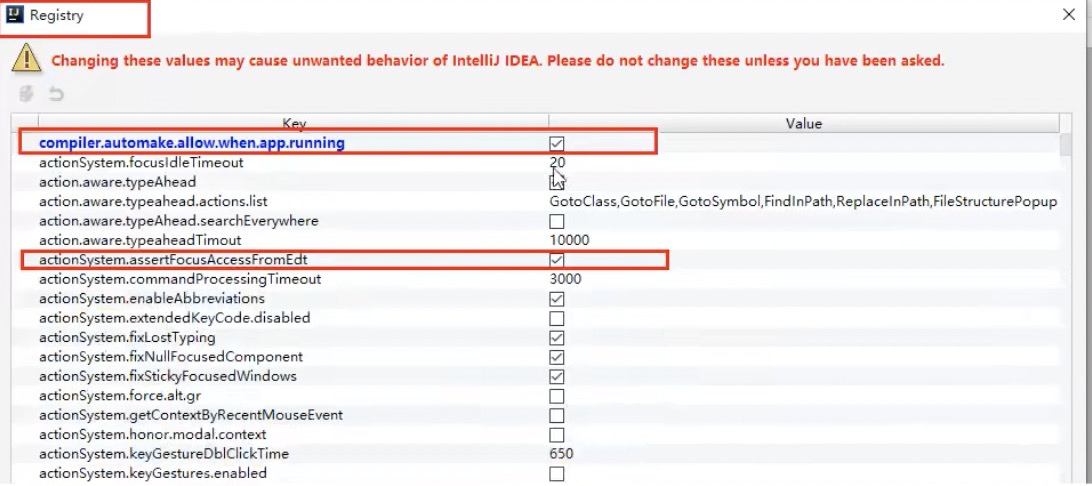 Registry
Changing these values may cause unwanted behavior of IntelliJ IDEA. Please do not change these unless you have been asked.
Key Value
compiler.automake.allow.when.app.running
actionSystem.focusIdleTimeout 20
action.aware.typeAhead
action.aware.typeahead.actions.list GotoClass,GotoFile,GotoSymbol,FindInPath,ReplaceInPath,FileStructurePopup
action.aware.typeAhead.searchEverywhere
action.aware.typeaheadTimout 10000
actionSystem.assertFocusAccessFromEdt
actionSystem.commandProcessingTimeout 3000
actionSystem.enableAbbreviations
actionSystem.extendedKeyCode.disabled
actionSystem.fixLostTyping
actionSystem.fixNullFocusedComponent
actionSystem.fixStickyFocusedWindows
actionSystem.force.alt.gr
actionSystem.getContextByRecentMouseEvent
actionSystem.honor.modal.context
actionSystem.keyGestureDblClickTime 650
actionSystem.keyGestures.enabled